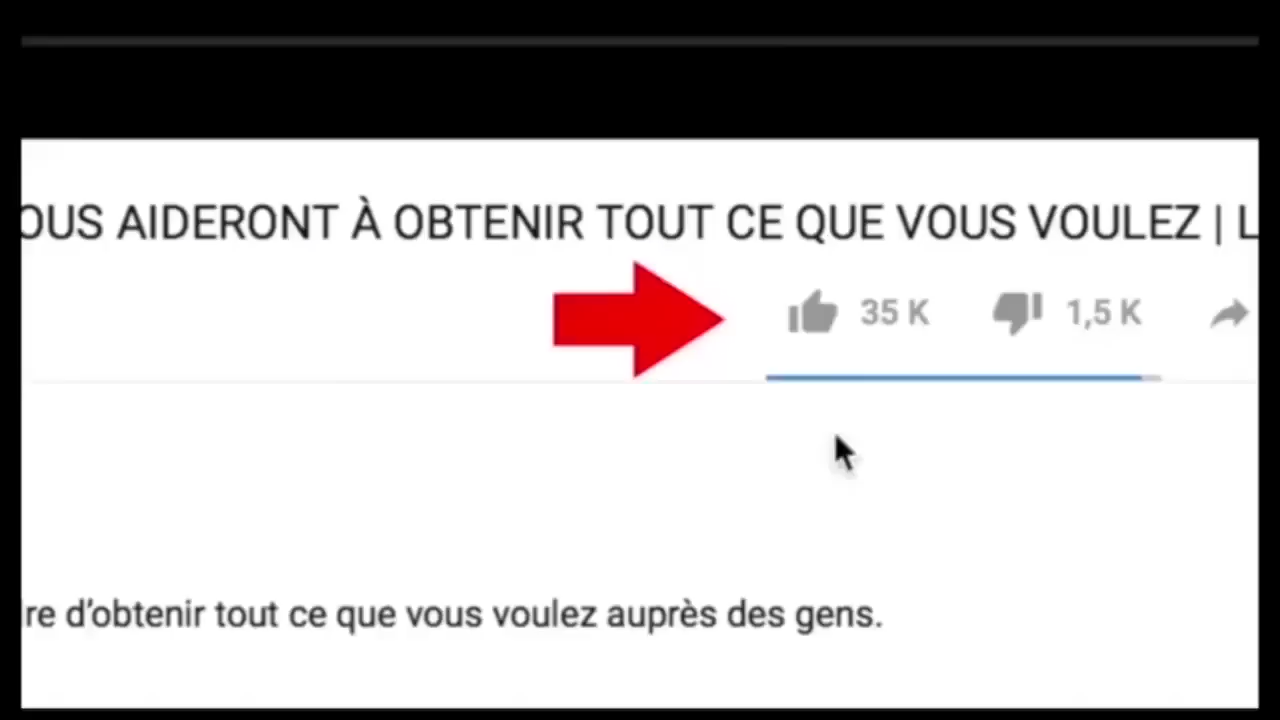 OUS AIDERONT À OBTENIR TOUT CE QUE VOUS VOULEZ | L
35 K 1,5 K
re d’obtenir tout ce que vous voulez auprès des gens.